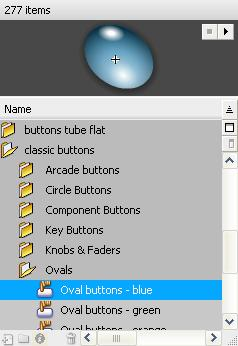 277 items
Name
buttons tube flat
classic buttons
Arcade buttons
Circle Buttons
Component Buttons
Key Buttons
Knobs & Faders
Ovals
Oval buttons - blue
Oval buttons - green
Oval buttons - orange